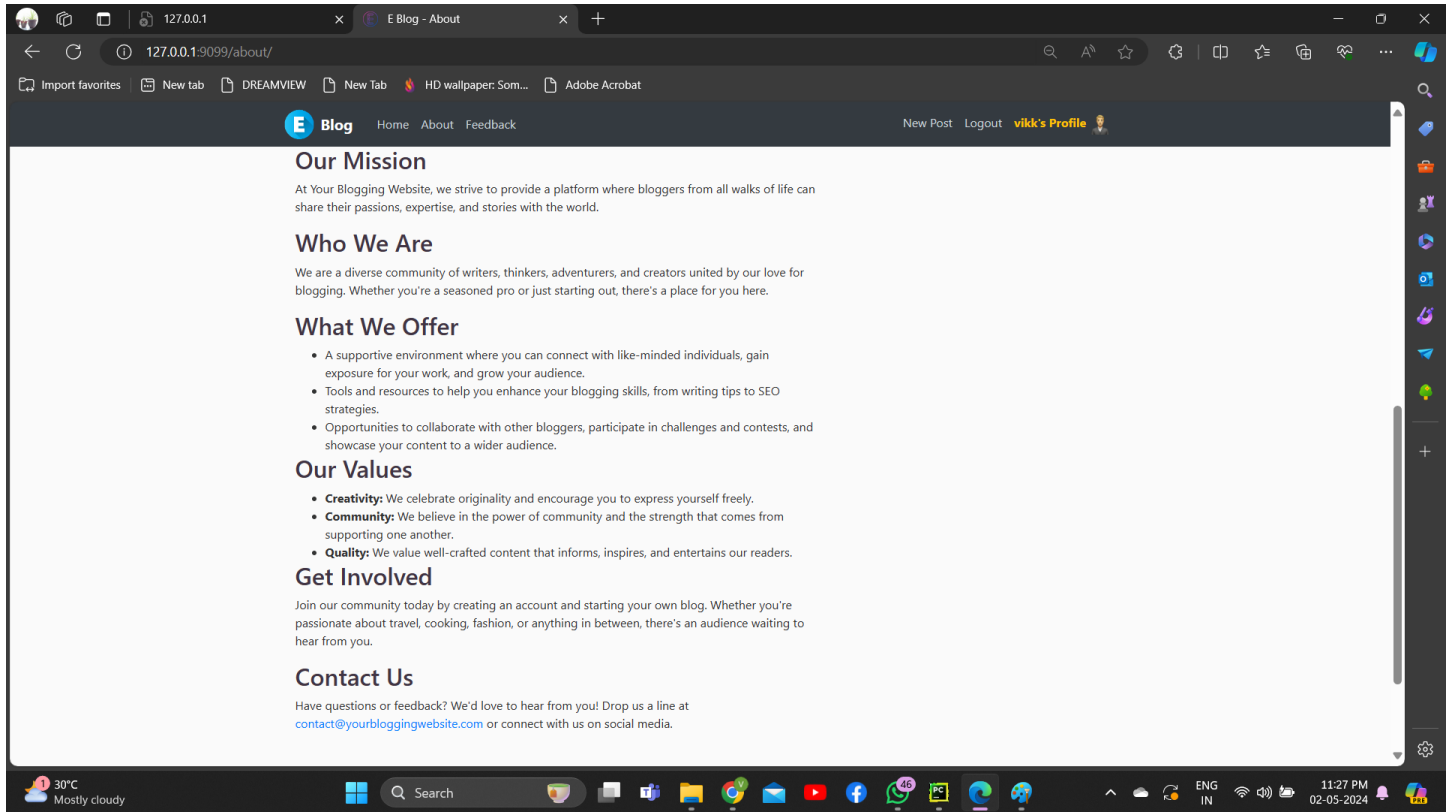 127.0.0.1
E Blog - About
127.0.0.1:9099/about/
Import favorites
New tab
DREAMVIEW
New Tab
HD wallpaper: Som...
Adobe Acrobat
E Blog
Home About Feedback
New Post Logout vikk's Profile
Our Mission
At Your Blogging Website, we strive to provide a platform where bloggers from all walks of life can
share their passions, expertise, and stories with the world.
Who We Are
We are a diverse community of writers, thinkers, adventurers, and creators united by our love for
blogging. Whether you're a seasoned pro or just starting out, there's a place for you here.
What We Offer
• A supportive environment where you can connect with like-minded individuals, gain
exposure for your work, and grow your audience.
• Tools and resources to help you enhance your blogging skills, from writing tips to SEO
strategies.
• Opportunities to collaborate with other bloggers, participate in challenges and contests, and
showcase your content to a wider audience.
Our Values
• Creativity: We celebrate originality and encourage you to express yourself freely.
• Community: We believe in the power of community and the strength that comes from
supporting one another.
• Quality: We value well-crafted content that informs, inspires, and entertains our readers.
Get Involved
Join our community today by creating an account and starting your own blog. Whether you're
passionate about travel, cooking, fashion, or anything in between, there's an audience waiting to
hear from you.
Contact Us
Have questions or feedback? We'd love to hear from you! Drop us a line at
contact@yourbloggingwebsite.com or connect with us on social media.
1
30°C
Mostly cloudy
Search
46
PC
ENG
IN
11:27 PM
02-05-2024
PRE